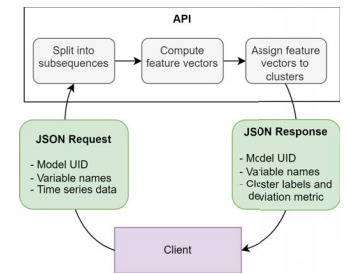 API
Split into
subsequences
Compute
feature vectors
Assign feature
vectors to
clusters
JSON Request
- Model UID
- Variable names
- Time series data
JSON Response
- Model UID
- Variable names
- Cluster labels and
deviation metric
Client